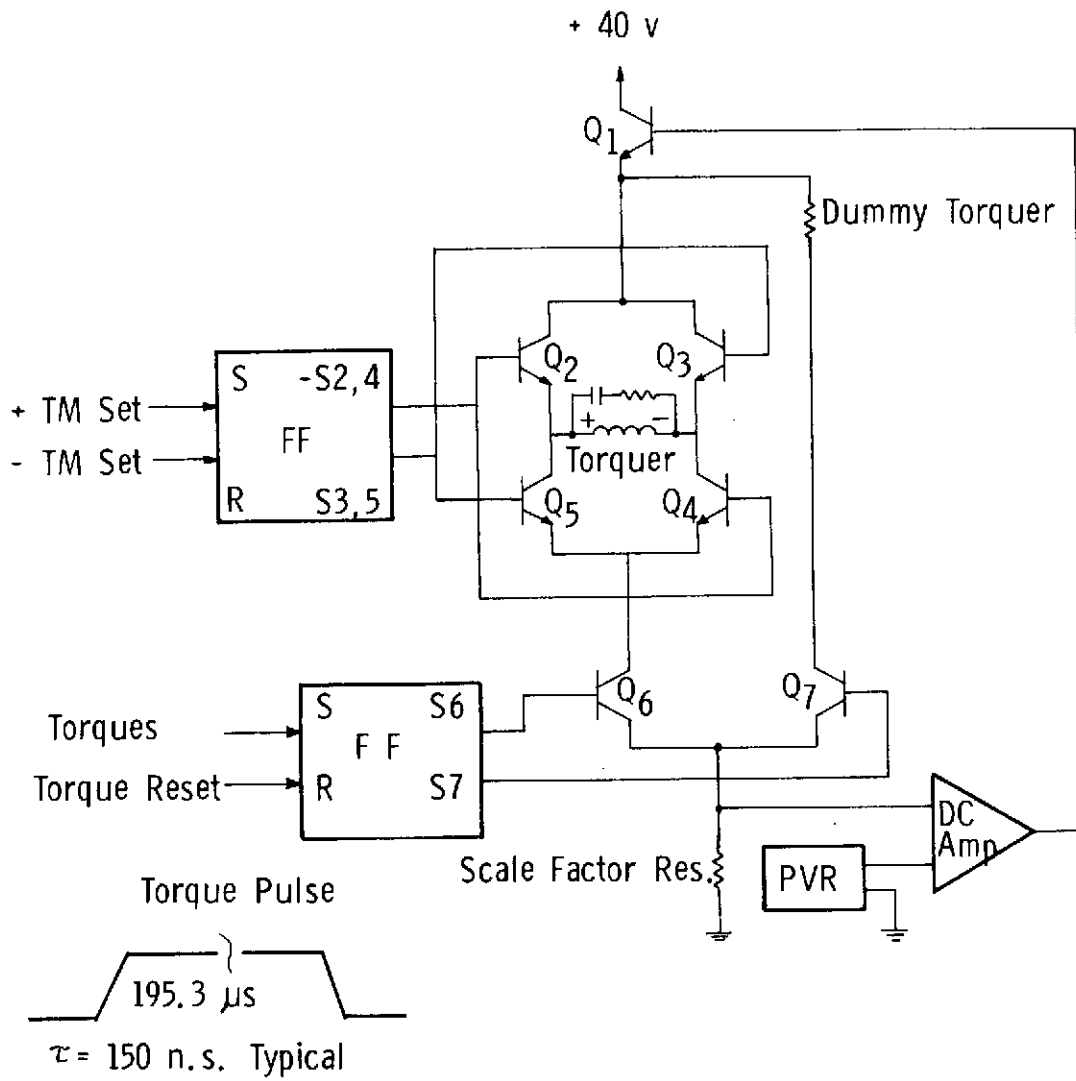 + 40 v
Q1
Dummy Torquer
S -S2,4
Q2
Q3
+ TM Set
FF
+ -
- TM Set
Torquer
R S3,5
Q5
Q4
S S6
Q6
Q7
Torques
F F
Torque Reset
R S7
DC
Amp
Scale Factor Res.
PVR
Torque Pulse
195.3 μs
τ = 150 n.s. Typical